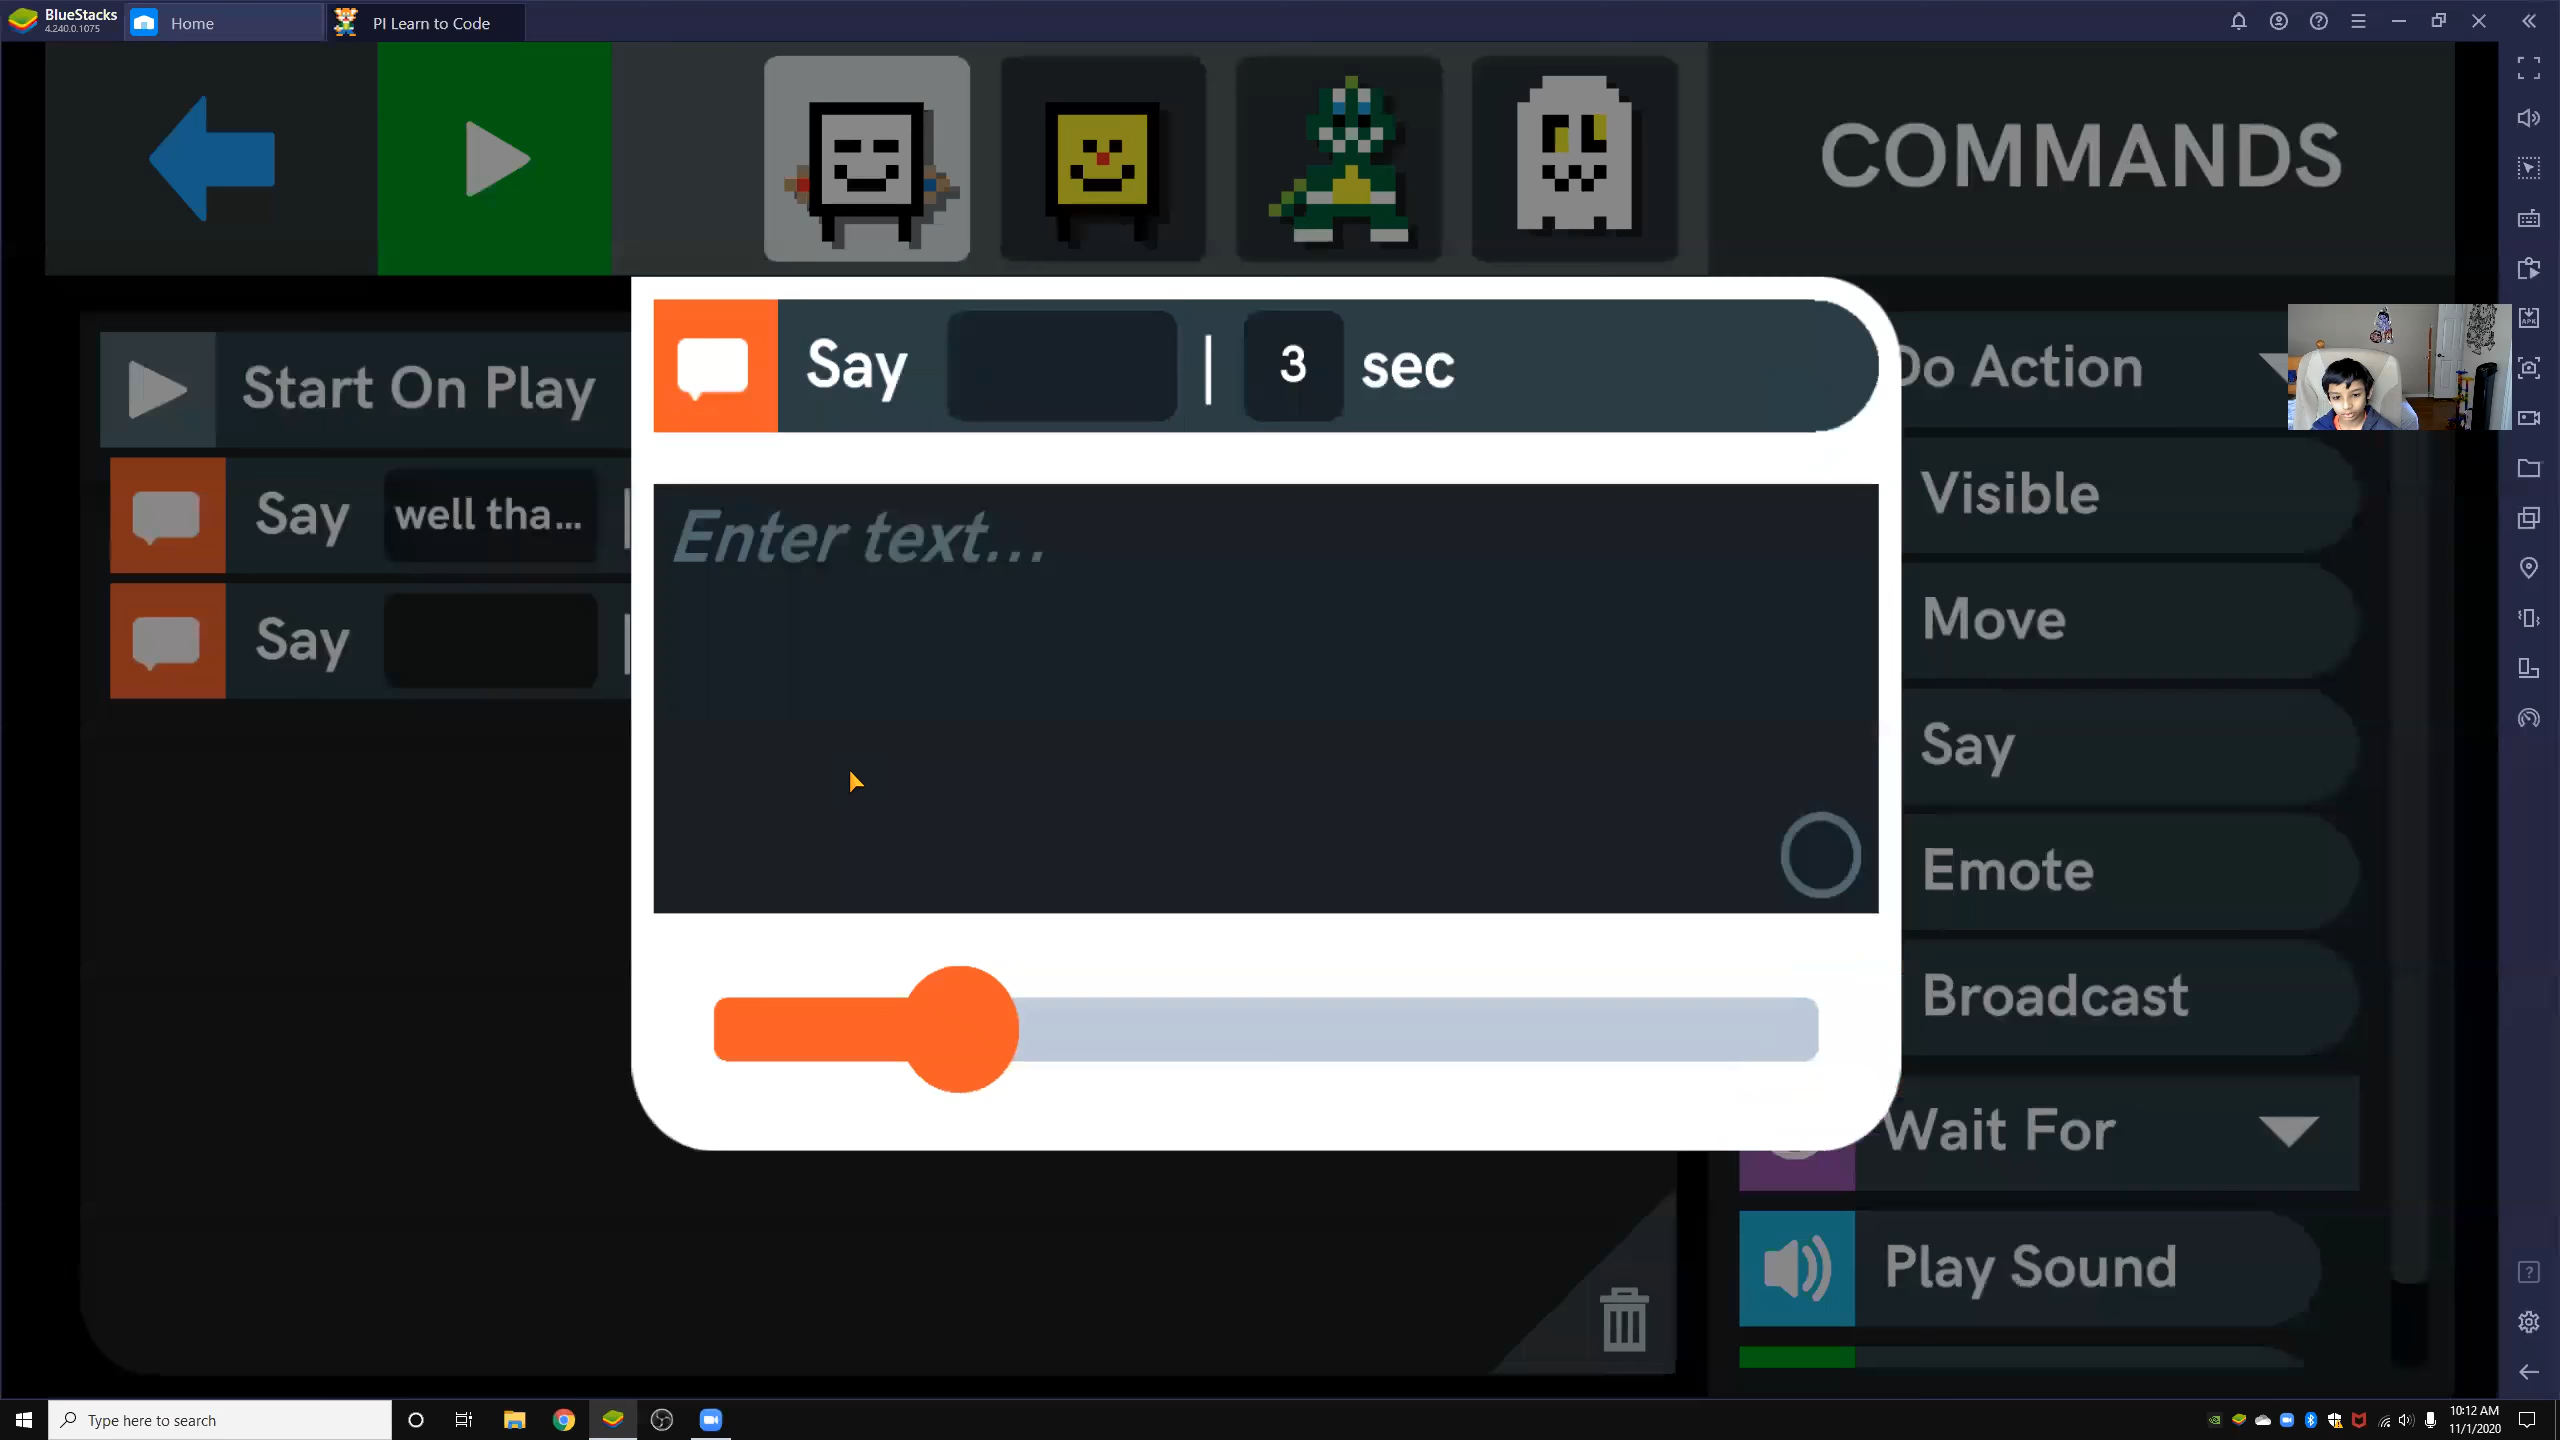 BlueStacks
4.240.0.1075
Home
PI Learn to Code
COMMANDS
Start On Play
Say
well tha...
Say
Say
3
sec
Enter text...
Do Action
Visible
Move
Say
Emote
Broadcast
Wait For
Play Sound
Type here to search
10:12 AM
11/1/2020